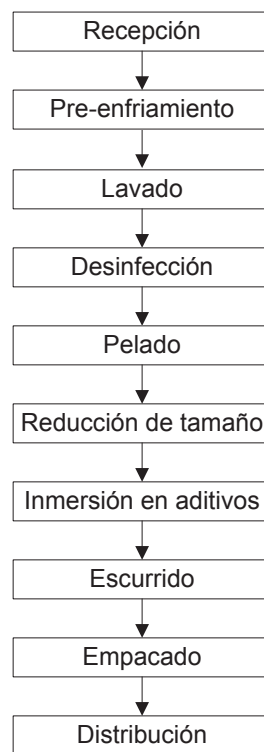 Recepción
Pre-enfriamiento
Lavado
Desinfección
Pelado
Reducción de tamaño
Inmersión en aditivos
Escurrido
Empacado
Distribución